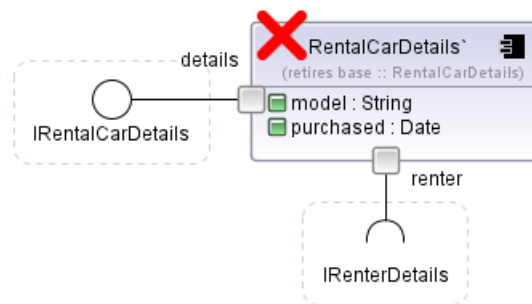 RentalCarDetails`
(retires base :: RentalCarDetails)
details
model : String
purchased : Date
IRentalCarDetails
renter
IRenterDetails